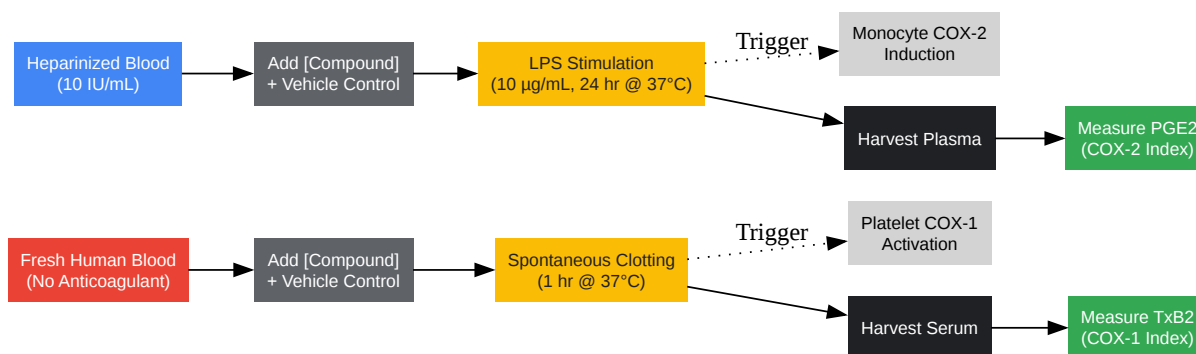 Heparinized Blood
(10 IU/mL)
Add [Compound]
+ Vehicle Control
LPS Stimulation
(10 µg/mL, 24 hr @ 37°C)
Trigger
Monocyte COX-2
Induction
Harvest Plasma
Measure PGE2
(COX-2 Index)
Fresh Human Blood
(No Anticoagulant)
Add [Compound]
+ Vehicle Control
Spontaneous Clotting
(1 hr @ 37°C)
Trigger
Platelet COX-1
Activation
Harvest Serum
Measure TxB2
(COX-1 Index)